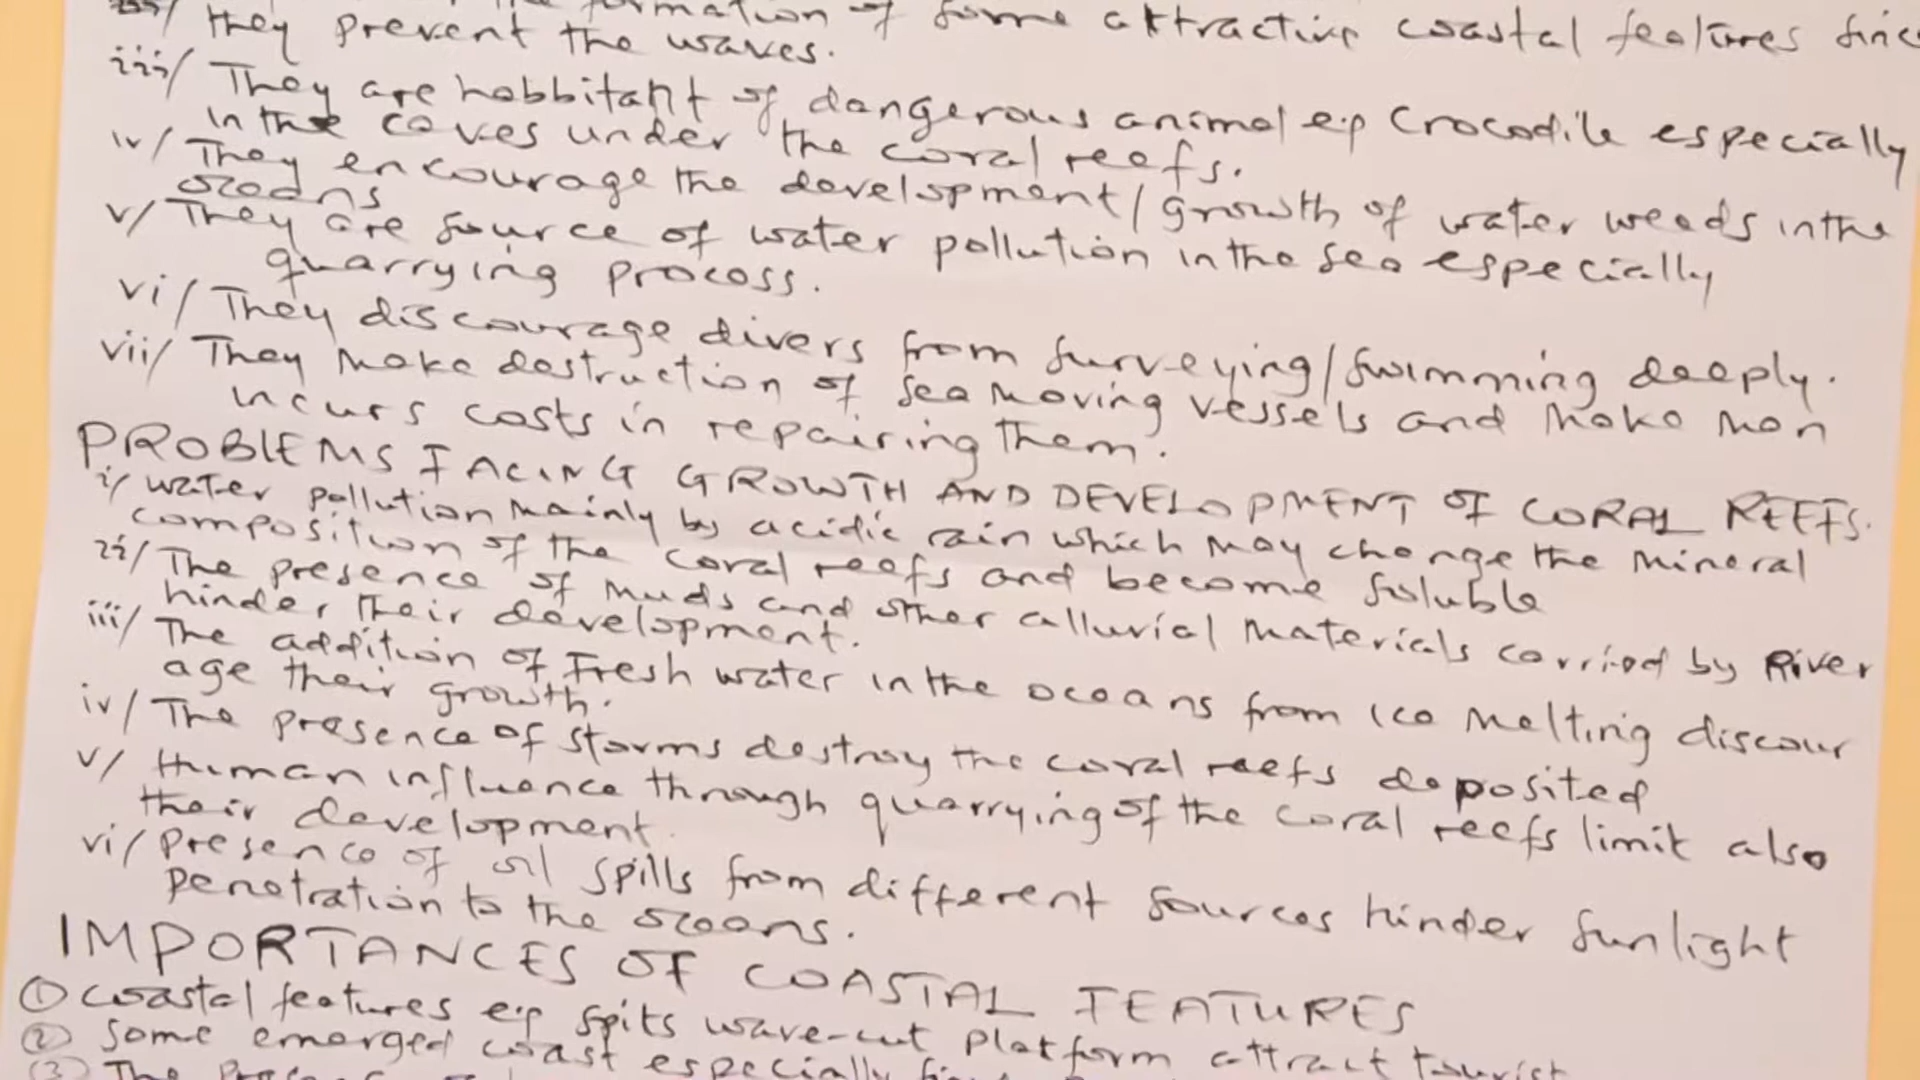 formation of some attractive coastal features sinc
they prevent the waves.
iii/ They are habbitant of dangerous animal e.g Crocodile especially
in the caves under the coral reefs.
iv/ They encourage the development/growth of water weeds in the
oceans
v/ They are source of water pollution in the sea especially
quarrying process.
vi/ They discourage divers from surveying/swimming deeply.
vii/ They make destruction of sea moving vessels and make man
incurs costs in repairing them.
PROBLEMS FACING GROWTH AND DEVELOPMENT OF CORAL REEFS.
i/ water pollution mainly by acidic rain which may change the mineral
composition of the coral reefs and become soluble
ii/ The presence of muds and other alluvial materials carried by River
hinder their development.
iii/ The addition of Fresh water in the oceans from ice melting discour
age their growth.
iv/ The presence of storms destroy the coral reefs deposited
v/ Human influence through quarrying of the coral reefs limit also
their development.
vi/ presence of oil spills from different sources hinder sunlight
penetration to the oceans.
IMPORTANCES OF COASTAL FEATURES
① coastal features e.g spits wave-cut platform attract tourist
② some emerged coast especially
③ The